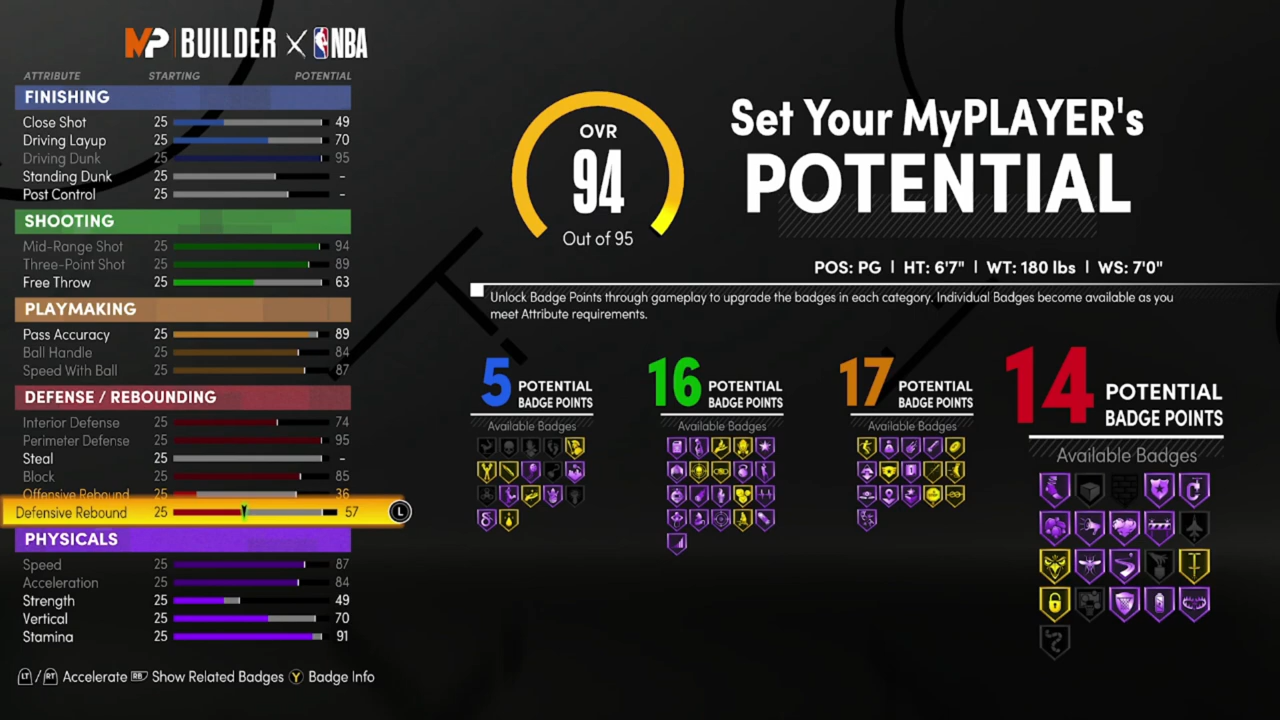 MP | BUILDER X NBA
ATTRIBUTE STARTING POTENTIAL
FINISHING
Close Shot 25 49
Driving Layup 25 70
Driving Dunk 25 95
Standing Dunk 25 -
Post Control 25 -
SHOOTING
Mid-Range Shot 25 94
Three-Point Shot 25 89
Free Throw 25 63
PLAYMAKING
Pass Accuracy 25 89
Ball Handle 25 84
Speed With Ball 25 87
DEFENSE / REBOUNDING
Interior Defense 25 74
Perimeter Defense 25 95
Steal 25 -
Block 25 85
Offensive Rebound 25 36
Defensive Rebound 25 57 L
PHYSICALS
Speed 25 87
Acceleration 25 84
Strength 25 49
Vertical 25 70
Stamina 25 91
LT / RT Accelerate RB Show Related Badges Y Badge Info
OVR
94
Out of 95
Set Your MyPLAYER's
POTENTIAL
POS: PG | HT: 6'7" | WT: 180 lbs | WS: 7'0"
Unlock Badge Points through gameplay to upgrade the badges in each category. Individual Badges become available as you
meet Attribute requirements.
5 POTENTIAL
BADGE POINTS
Available Badges
16 POTENTIAL
BADGE POINTS
Available Badges
17 POTENTIAL
BADGE POINTS
Available Badges
14 POTENTIAL
BADGE POINTS
Available Badges